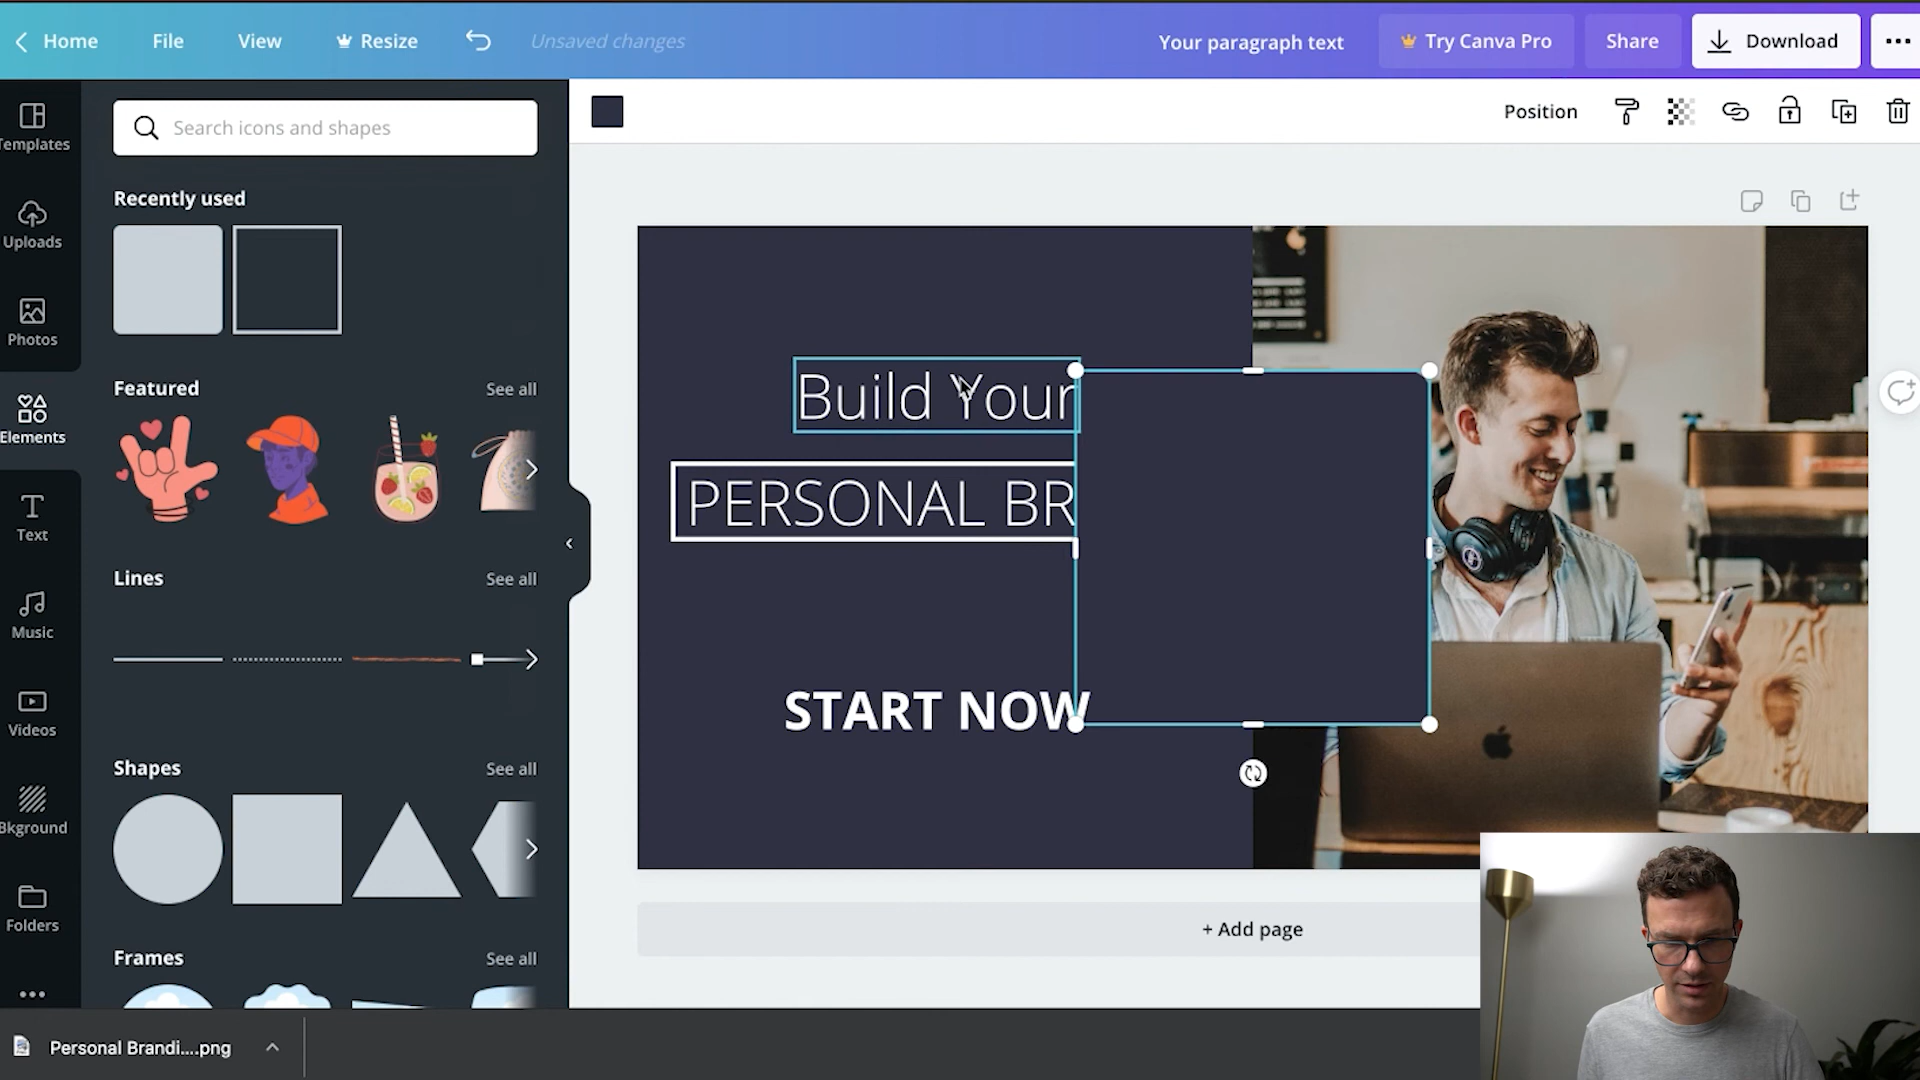 Home
File
View
Resize
Unsaved changes
Your paragraph text
Try Canva Pro
Share
Download
Templates
Uploads
Photos
Elements
Text
Music
Videos
Bkground
Folders
Search icons and shapes
Recently used
Featured
See all
Lines
See all
Shapes
See all
Frames
See all
Position
Build Your
PERSONAL BR
START NOW
+ Add page
Personal Brandi....png